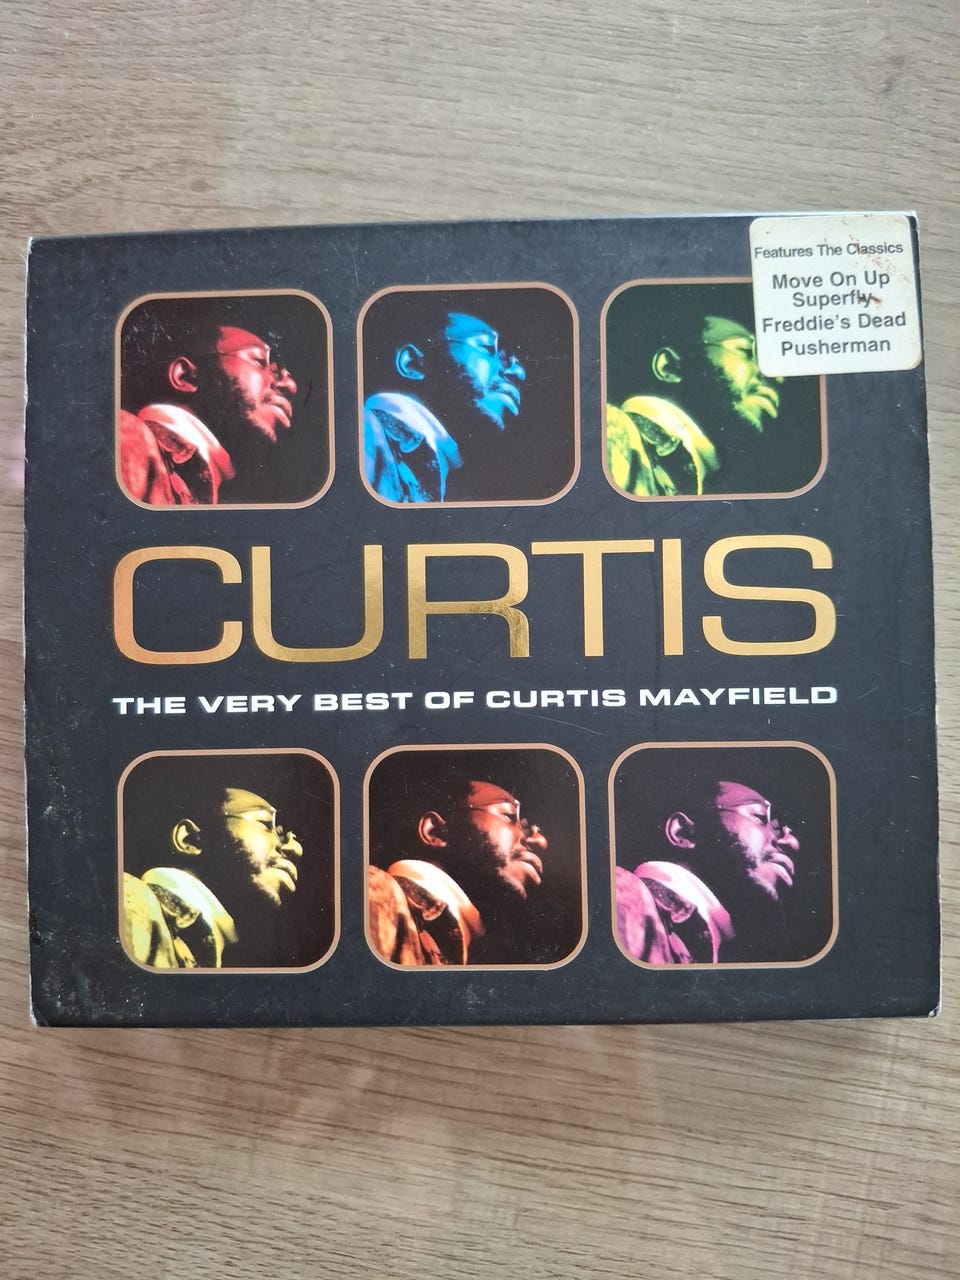 Features The Classics
Move On Up
Superfly
Freddie's Dead
Pusherman
CURTIS
THE VERY BEST OF CURTIS MAYFIELD